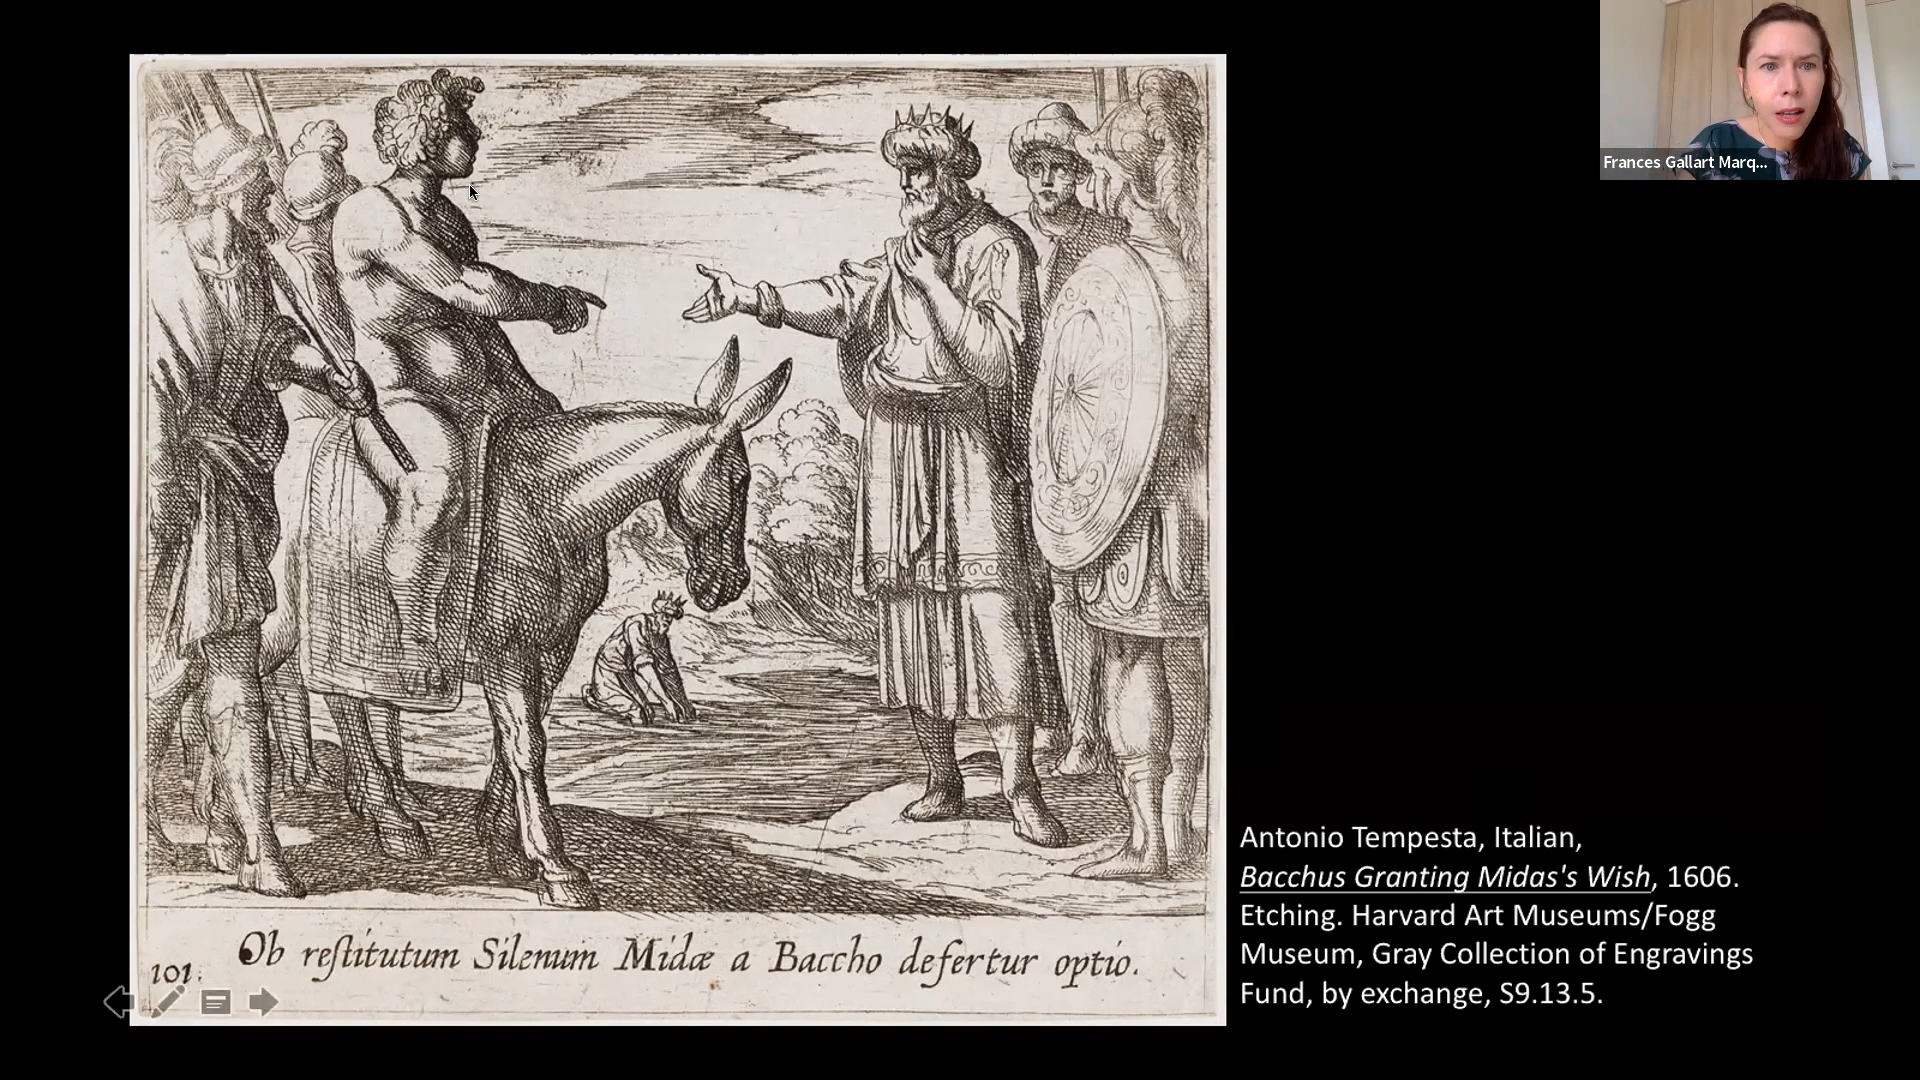 Frances Gallart Marq...
Ob reſtitutum Silenum Midæ a Baccho defertur optio.
101.
Antonio Tempesta, Italian,
Bacchus Granting Midas's Wish, 1606.
Etching. Harvard Art Museums/Fogg
Museum, Gray Collection of Engravings
Fund, by exchange, S9.13.5.